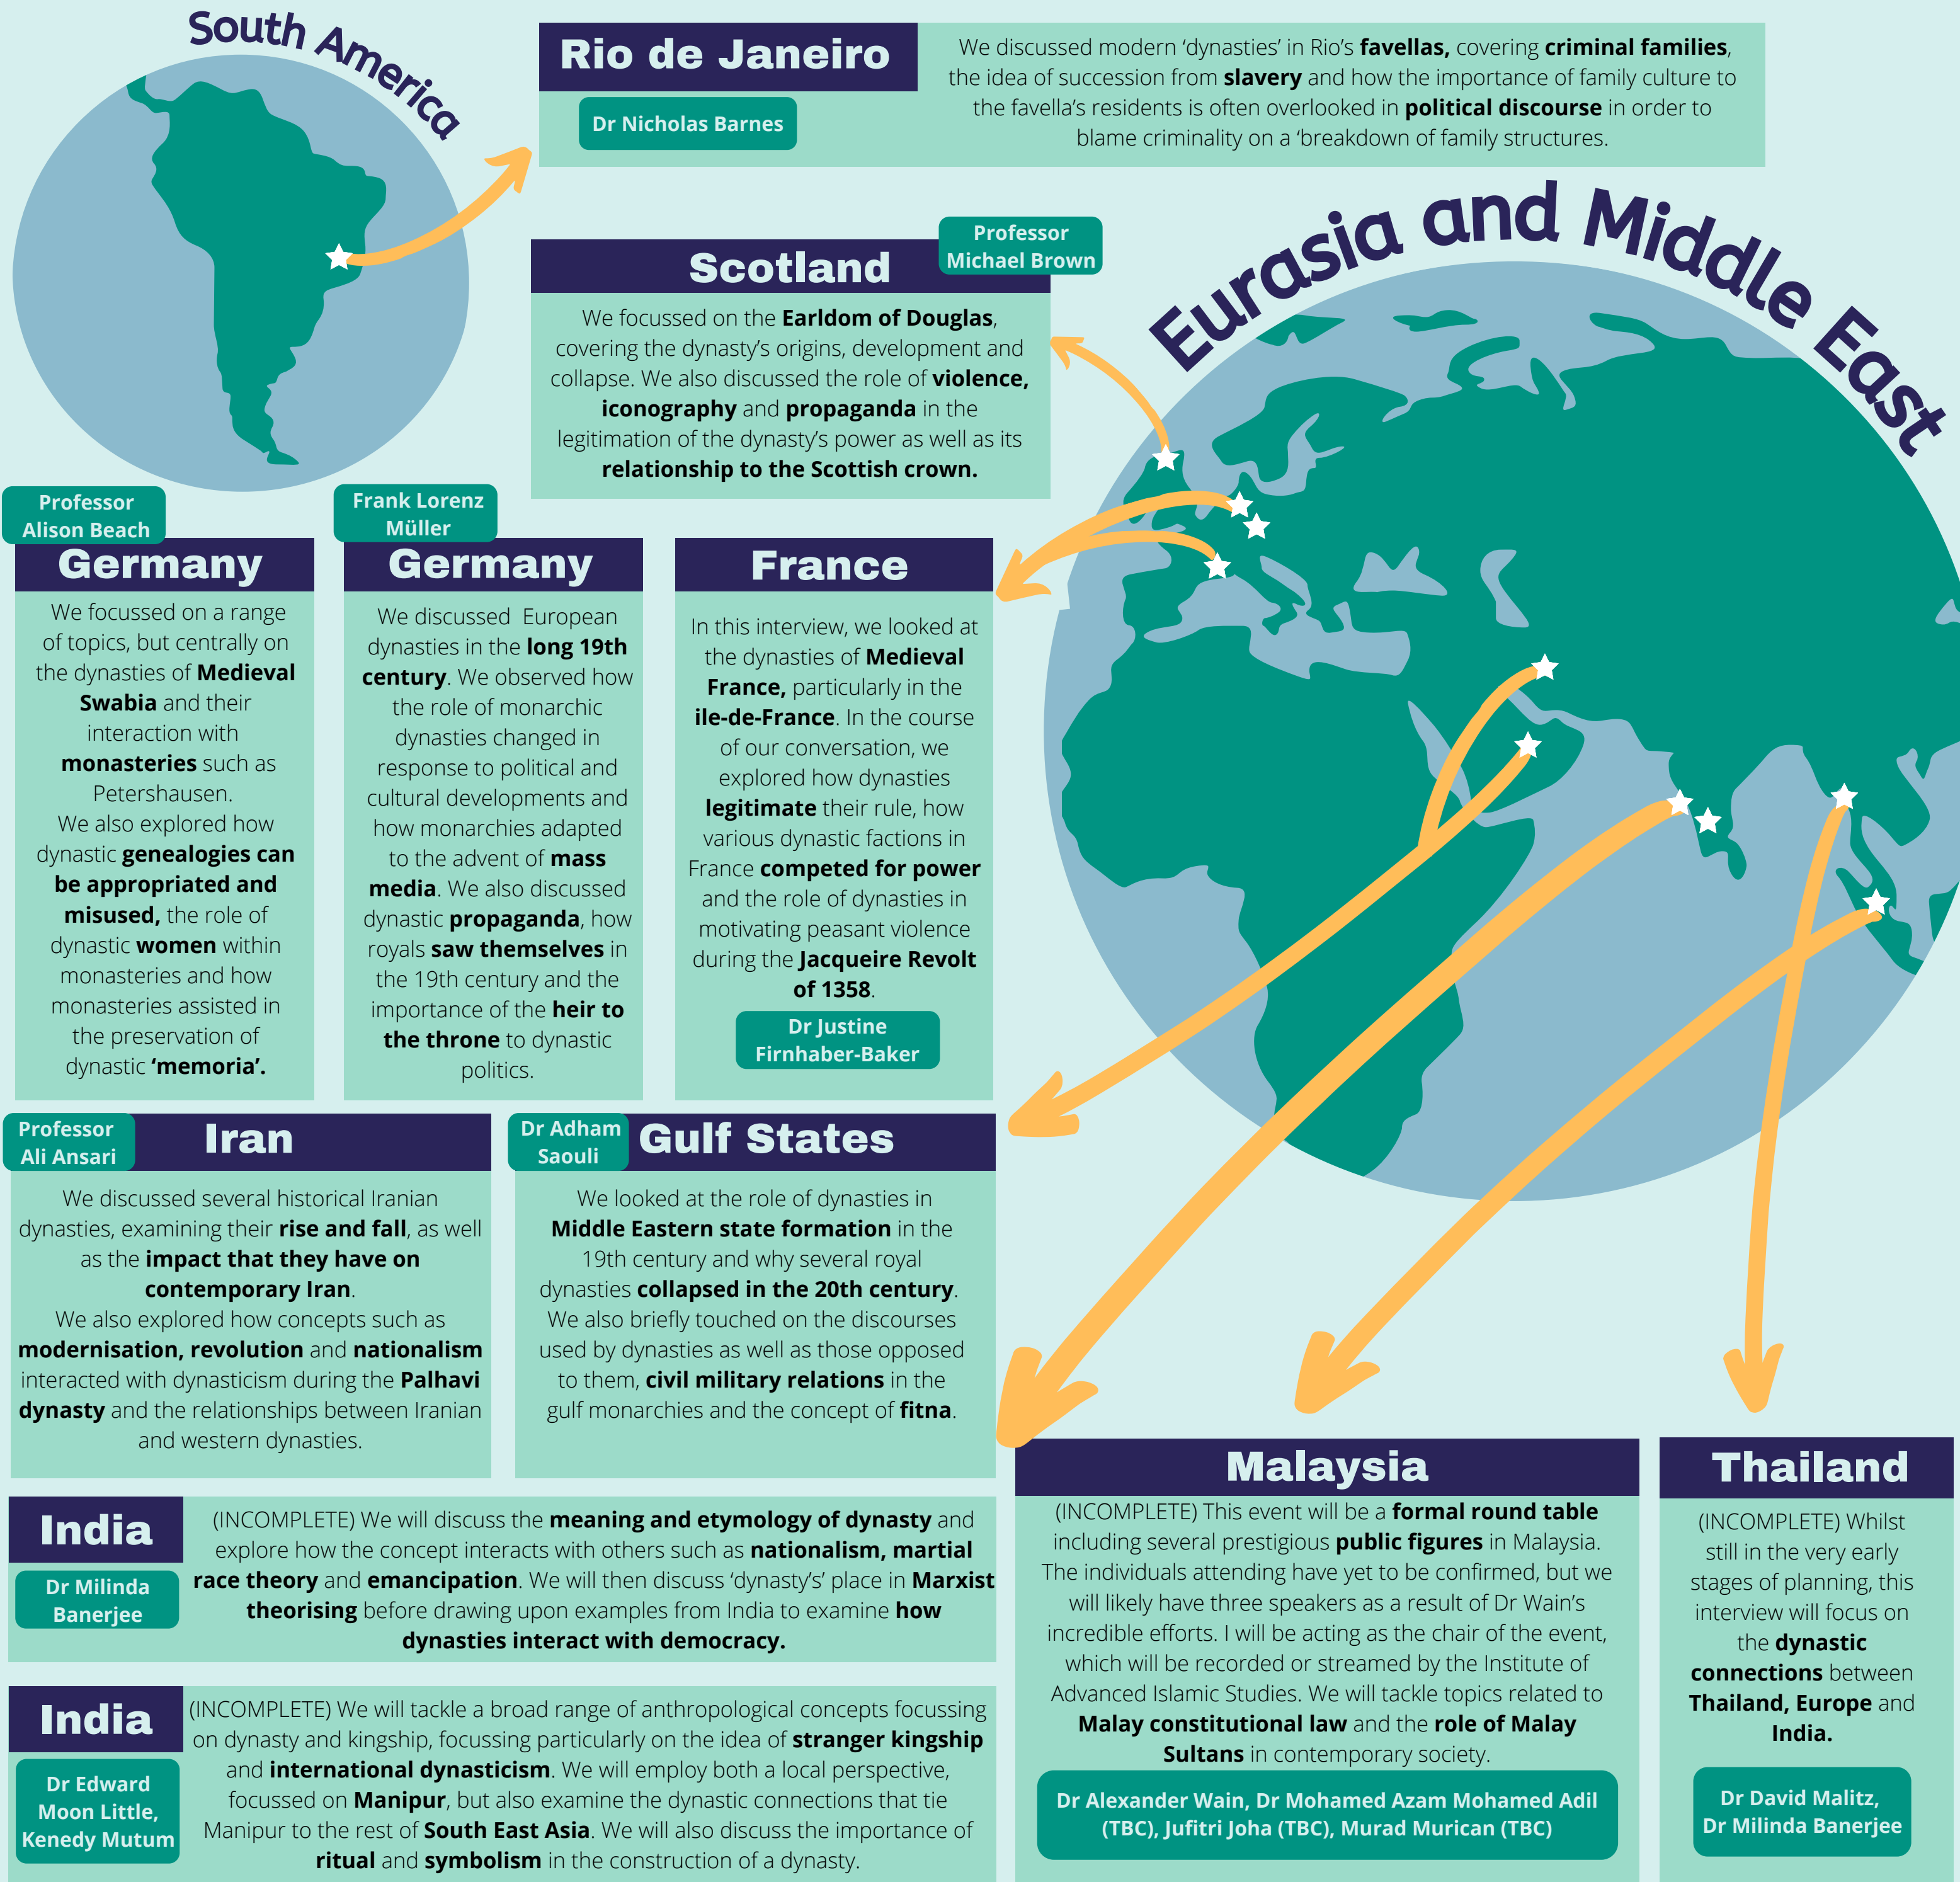 South America
Rio de Janeiro
Dr Nicholas Barnes
We discussed modern ‘dynasties’ in Rio’s favellas, covering criminal families,
the idea of succession from slavery and how the importance of family culture to
the favella’s residents is often overlooked in political discourse in order to
blame criminality on a ‘breakdown of family structures.
Eurasia and Middle East
Professor
Michael Brown
Scotland
We focussed on the Earldom of Douglas,
covering the dynasty’s origins, development and
collapse. We also discussed the role of violence,
iconography and propaganda in the
legitimation of the dynasty’s power as well as its
relationship to the Scottish crown.
Professor
Alison Beach
Germany
We focussed on a range
of topics, but centrally on
the dynasties of Medieval
Swabia and their
interaction with
monasteries such as
Petershausen.
We also explored how
dynastic genealogies can
be appropriated and
misused, the role of
dynastic women within
monasteries and how
monasteries assisted in
the preservation of
dynastic ‘memoria’.
Frank Lorenz
Müller
Germany
We discussed European
dynasties in the long 19th
century. We observed how
the role of monarchic
dynasties changed in
response to political and
cultural developments and
how monarchies adapted
to the advent of mass
media. We also discussed
dynastic propaganda, how
royals saw themselves in
the 19th century and the
importance of the heir to
the throne to dynastic
politics.
France
In this interview, we looked at
the dynasties of Medieval
France, particularly in the
ile-de-France. In the course
of our conversation, we
explored how dynasties
legitimate their rule, how
various dynastic factions in
France competed for power
and the role of dynasties in
motivating peasant violence
during the Jacqueire Revolt
of 1358.
Dr Justine
Firnhaber-Baker
Professor
Ali Ansari
Iran
We discussed several historical Iranian
dynasties, examining their rise and fall, as well
as the impact that they have on
contemporary Iran.
We also explored how concepts such as
modernisation, revolution and nationalism
interacted with dynasticism during the Palhavi
dynasty and the relationships between Iranian
and western dynasties.
Dr Adham
Saouli
Gulf States
We looked at the role of dynasties in
Middle Eastern state formation in the
19th century and why several royal
dynasties collapsed in the 20th century.
We also briefly touched on the discourses
used by dynasties as well as those opposed
to them, civil military relations in the
gulf monarchies and the concept of fitna.
India
Dr Milinda
Banerjee
(INCOMPLETE) We will discuss the meaning and etymology of dynasty and
explore how the concept interacts with others such as nationalism, martial
race theory and emancipation. We will then discuss ‘dynasty’s’ place in Marxist
theorising before drawing upon examples from India to examine how
dynasties interact with democracy.
India
Dr Edward
Moon Little,
Kenedy Mutum
(INCOMPLETE) We will tackle a broad range of anthropological concepts focussing
on dynasty and kingship, focussing particularly on the idea of stranger kingship
and international dynasticism. We will employ both a local perspective,
focussed on Manipur, but also examine the dynastic connections that tie
Manipur to the rest of South East Asia. We will also discuss the importance of
ritual and symbolism in the construction of a dynasty.
Malaysia
(INCOMPLETE) This event will be a formal round table
including several prestigious public figures in Malaysia.
The individuals attending have yet to be confirmed, but we
will likely have three speakers as a result of Dr Wain’s
incredible efforts. I will be acting as the chair of the event,
which will be recorded or streamed by the Institute of
Advanced Islamic Studies. We will tackle topics related to
Malay constitutional law and the role of Malay
Sultans in contemporary society.
Dr Alexander Wain, Dr Mohamed Azam Mohamed Adil
(TBC), Jufitri Joha (TBC), Murad Murican (TBC)
Thailand
(INCOMPLETE) Whilst
still in the very early
stages of planning, this
interview will focus on
the dynastic
connections between
Thailand, Europe and
India.
Dr David Malitz,
Dr Milinda Banerjee